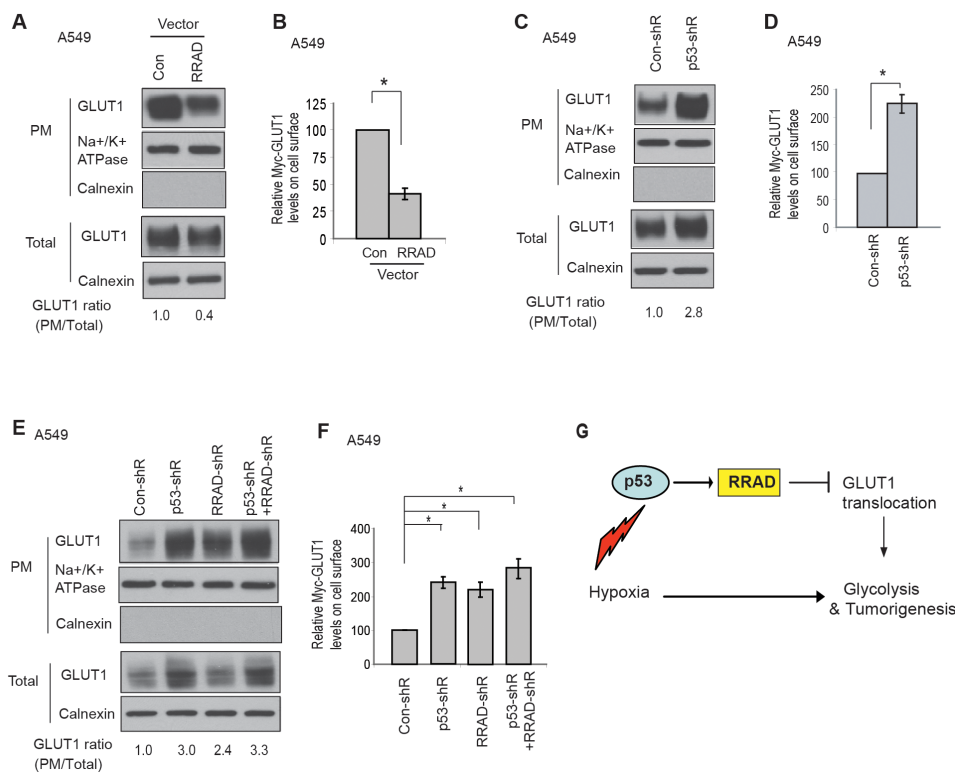 A
A549
Vector
Con
RRAD
PM
GLUT1
Na+/K+
ATPase
Calnexin
Total
GLUT1
Calnexin
GLUT1 ratio
(PM/Total)
1.0
0.4
B
A549
*
Relative Myc-GLUT1
levels on cell surface
125
100
75
50
25
0
Con
RRAD
Vector
C
A549
Con-shR
p53-shR
PM
GLUT1
Na+/K+
ATPase
Calnexin
Total
GLUT1
Calnexin
GLUT1 ratio
(PM/Total)
1.0
2.8
D
A549
*
Relative Myc-GLUT1
levels on cell surface
250
200
150
100
50
0
Con-shR
p53-shR
E
A549
Con-shR
p53-shR
RRAD-shR
p53-shR
+RRAD-shR
PM
GLUT1
Na+/K+
ATPase
Calnexin
Total
GLUT1
Calnexin
GLUT1 ratio
(PM/Total)
1.0
3.0
2.4
3.3
F
A549
*
*
*
Relative Myc-GLUT1
levels on cell surface
400
300
200
100
0
Con-shR
p53-shR
RRAD-shR
p53-shR
+RRAD-shR
G
p53
RRAD
GLUT1
translocation
Hypoxia
Glycolysis
& Tumorigenesis